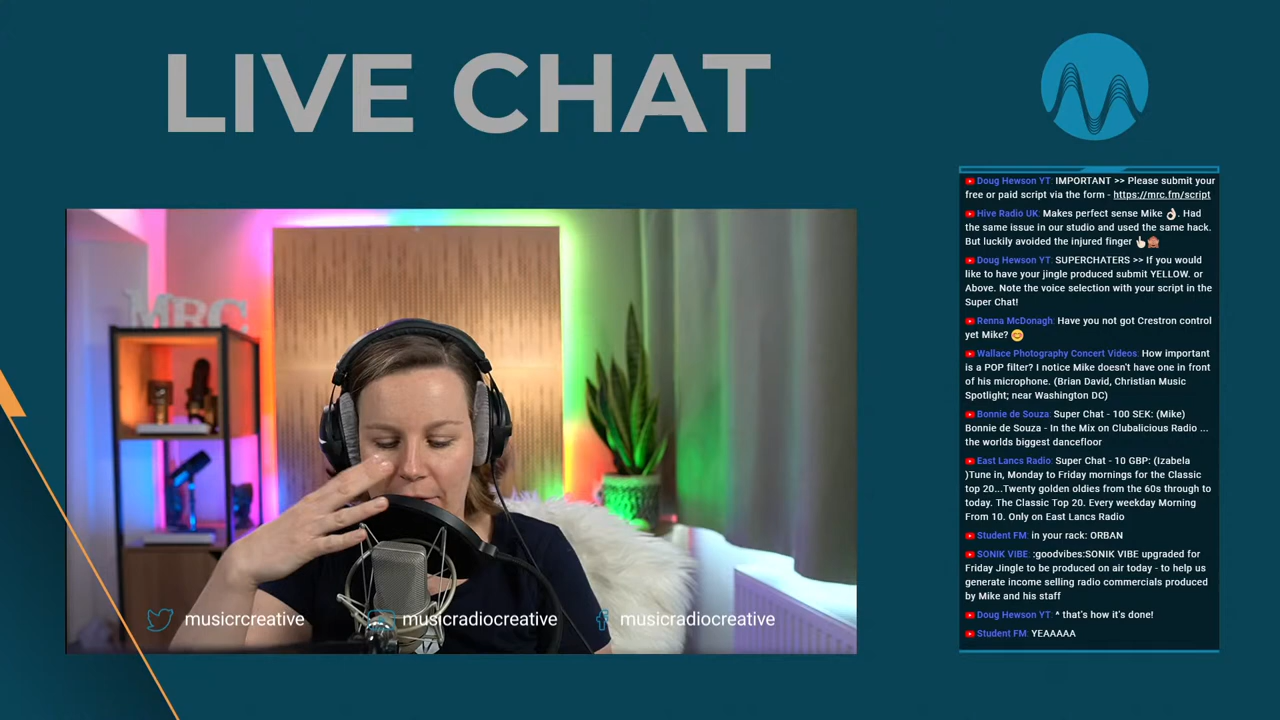 LIVE CHAT
MRC
musicrcreative
musicradiocreative
musicradiocreative
Doug Hewson YT: IMPORTANT >> Please submit your
free or paid script via the form - https://mrc.fm/script
Hive Radio UK: Makes perfect sense Mike 👌🏻. Had
the same issue in our studio and used the same hack.
But luckily avoided the injured finger 👆🏻🙈
Doug Hewson YT: SUPERCHATERS >> If you would
like to have your jingle produced submit YELLOW. or
Above. Note the voice selection with your script in the
Super Chat!
Renna McDonagh: Have you not got Crestron control
yet Mike? 😊
Wallace Photography Concert Videos: How important
is a POP filter? I notice Mike doesn't have one in front
of his microphone. (Brian David, Christian Music
Spotlight; near Washington DC)
Bonnie de Souza: Super Chat - 100 SEK: (Mike)
Bonnie de Souza - In the Mix on Clubalicious Radio ...
the worlds biggest dancefloor
East Lancs Radio: Super Chat - 10 GBP: (Izabela
)Tune in, Monday to Friday mornings for the Classic
top 20...Twenty golden oldies from the 60s through to
today. The Classic Top 20. Every weekday Morning
From 10. Only on East Lancs Radio
Student FM: in your rack: ORBAN
SONIK VIBE: :goodvibes:SONIK VIBE upgraded for
Friday Jingle to be produced on air today - to help us
generate income selling radio commercials produced
by Mike and his staff
Doug Hewson YT: ^ that's how it's done!
Student FM: YEAAAAA